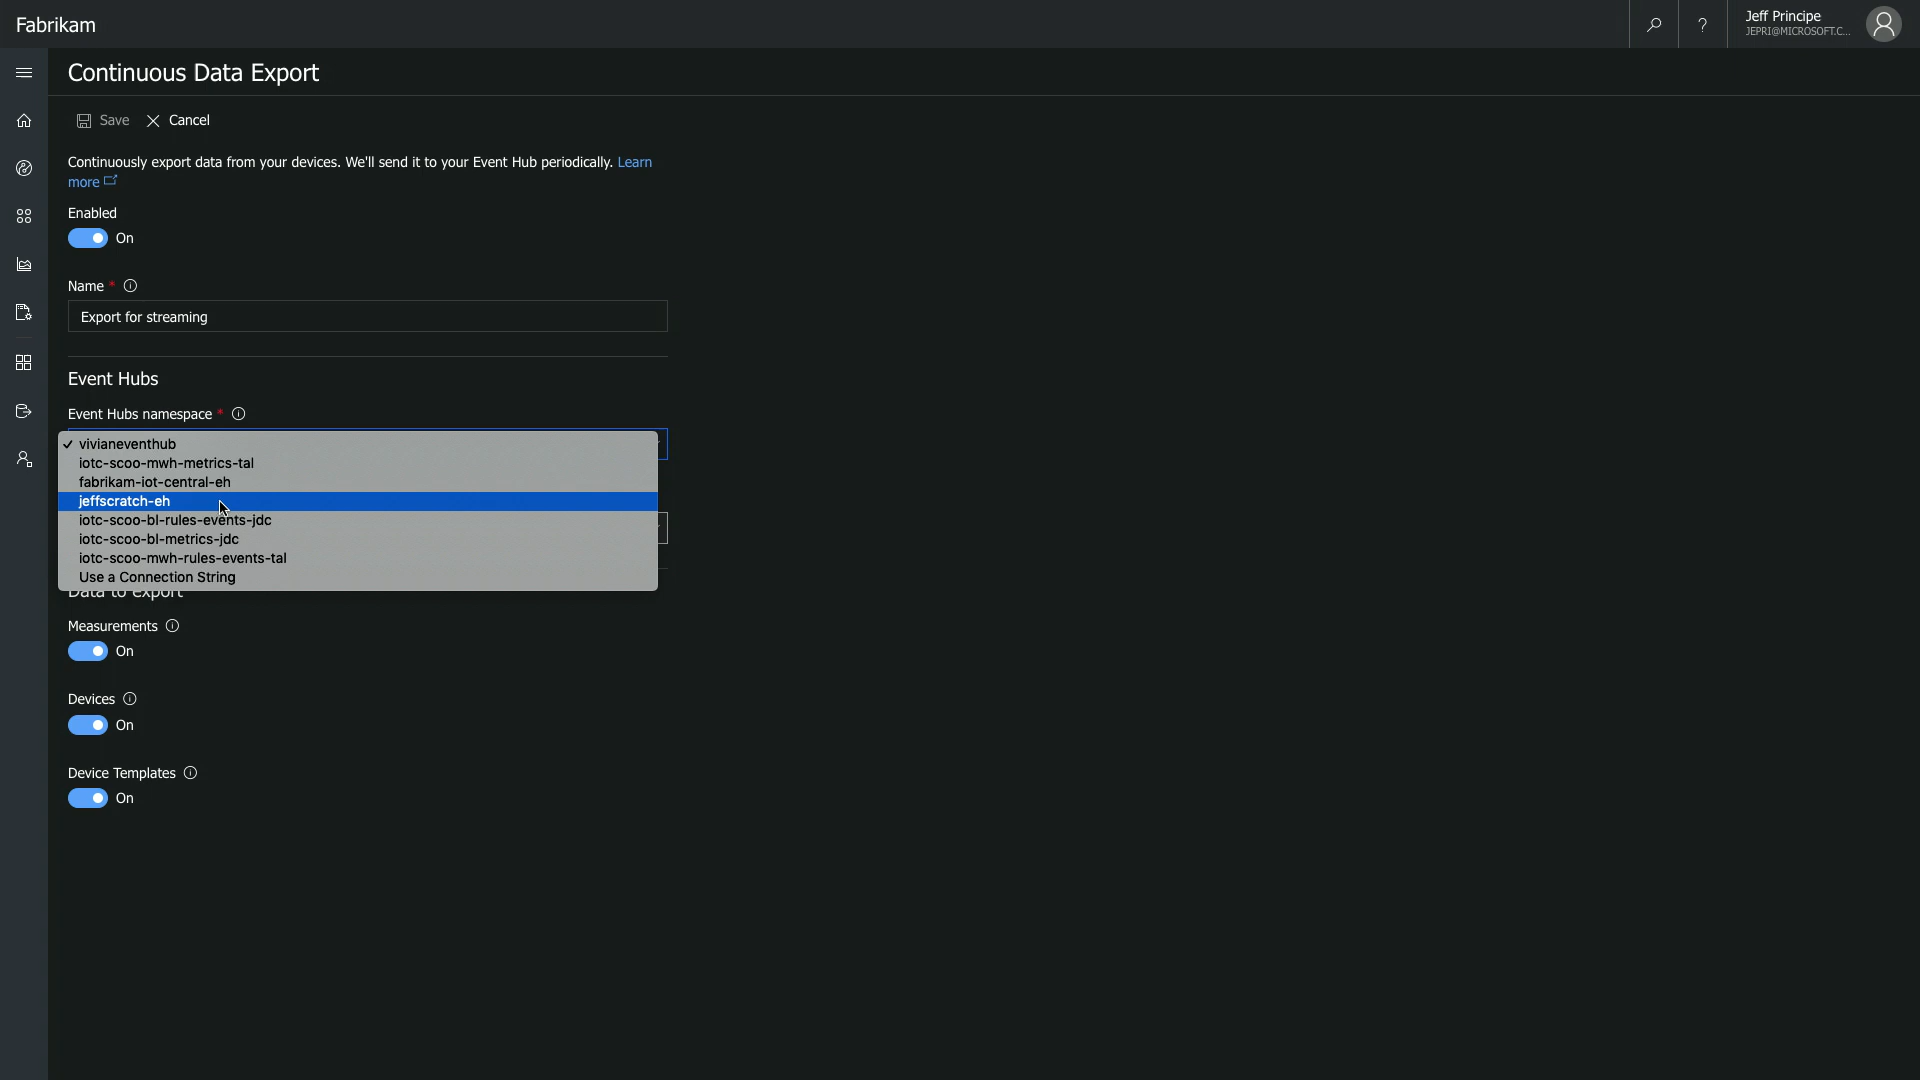 Fabrikam
Jeff Principe
JEPRI@MICROSOFT.C...
Continuous Data Export
Save
Cancel
Continuously export data from your devices. We'll send it to your Event Hub periodically. Learn
more
Enabled
On
Name *
Export for streaming
Event Hubs
Event Hubs namespace *
✓ vivianeventhub
iotc-scoo-mwh-metrics-tal
fabrikam-iot-central-eh
jeffscratch-eh
iotc-scoo-bl-rules-events-jdc
iotc-scoo-bl-metrics-jdc
iotc-scoo-mwh-rules-events-tal
Use a Connection String
Data to export
Measurements
On
Devices
On
Device Templates
On